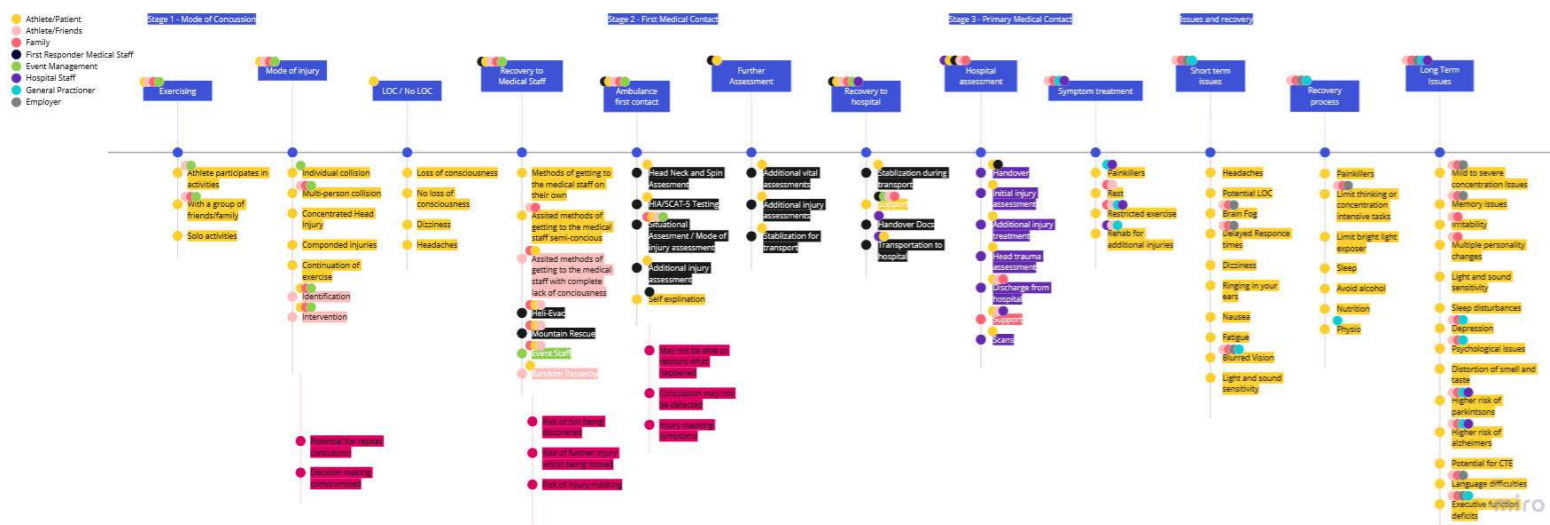 Athlete/Patient
Athlete/Friends
Family
First Responder Medical Staff
Event Management
Hospital Staff
General Practioner
Employer
Stage 1 - Mode of Concussion
Stage 2 - First Medical Contact
Stage 3 - Primary Medical Contact
Issues and recovery
Exercising
Athlete participates in
activities
With a group of
friends/family
Solo activities
Mode of injury
Individual collision
Multi-person collision
Concentrated Head
Injury
Componded injuries
Continuation of
exercise
Identification
Intervention
Potential for repeat
concussion
Decision making
compromised
LOC / No LOC
Loss of consciousness
No loss of
consciousness
Dizziness
Headaches
Recovery to
Medical Staff
Methods of getting to
the medical staff on
their own
Assited methods of
getting to the medical
staff semi-concious
Assited methods of
getting to the medical
staff with complete
lack of conciousness
Heli-Evac
Mountain Rescue
Event Staff
Random Passerby
Risk of not being
discovered
Risk of further injury
whilst being moved
Risk of injury masking
Ambulance
first contact
Head Neck and Spin
Assesment
HIA/SCAT-5 Testing
Situational
Assesment / Mode of
injury assessment
Additional injury
assessment
Self explination
May not be able to
recount what
happened
Concussion may not
be detected
Injury masking
symptoms
Further
Assessment
Additional vital
assessments
Additional injury
assessments
Stablization for
transport
Recovery to
hospital
Stablization during
transport
Support
Handover Docs
Transportation to
hospital
Hospital
assessment
Handover
Initial injury
assessment
Additional injury
treatment
Head trauma
assessment
Discharge from
hospital
Support
Scans
Symptom treatment
Painkillers
Rest
Restricted exercise
Rehab for
additional injuries
Short term
issues
Headaches
Potential LOC
Brain Fog
Delayed Responce
times
Dizziness
Ringing in your
ears
Nausea
Fatigue
Blurred Vision
Light and sound
sensitivity
Recovery
process
Painkillers
Limit thinking or
concentration
intensive tasks
Limit bright light
exposer
Sleep
Avoid alcohol
Nutrition
Physio
Long Term
Issues
Mild to severe
concentration Issues
Memory issues
Irritability
Multiple personality
changes
Light and sound
sensitivity
Sleep disturbances
Depression
Psychological issues
Distortion of smell and
taste
Higher risk of
parkintsons
Higher risk of
alzheimers
Potential for CTE
Language difficulties
Executive function
deficits
miro